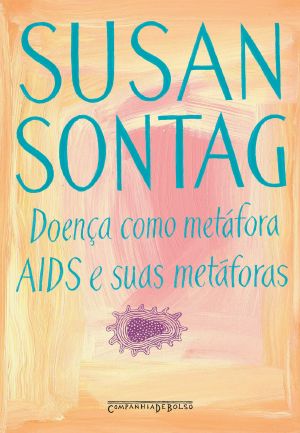 SUSAN
SONTAG
Doença como metáfora
AIDS e suas metáforas
COMPANHIA DE BOLSO